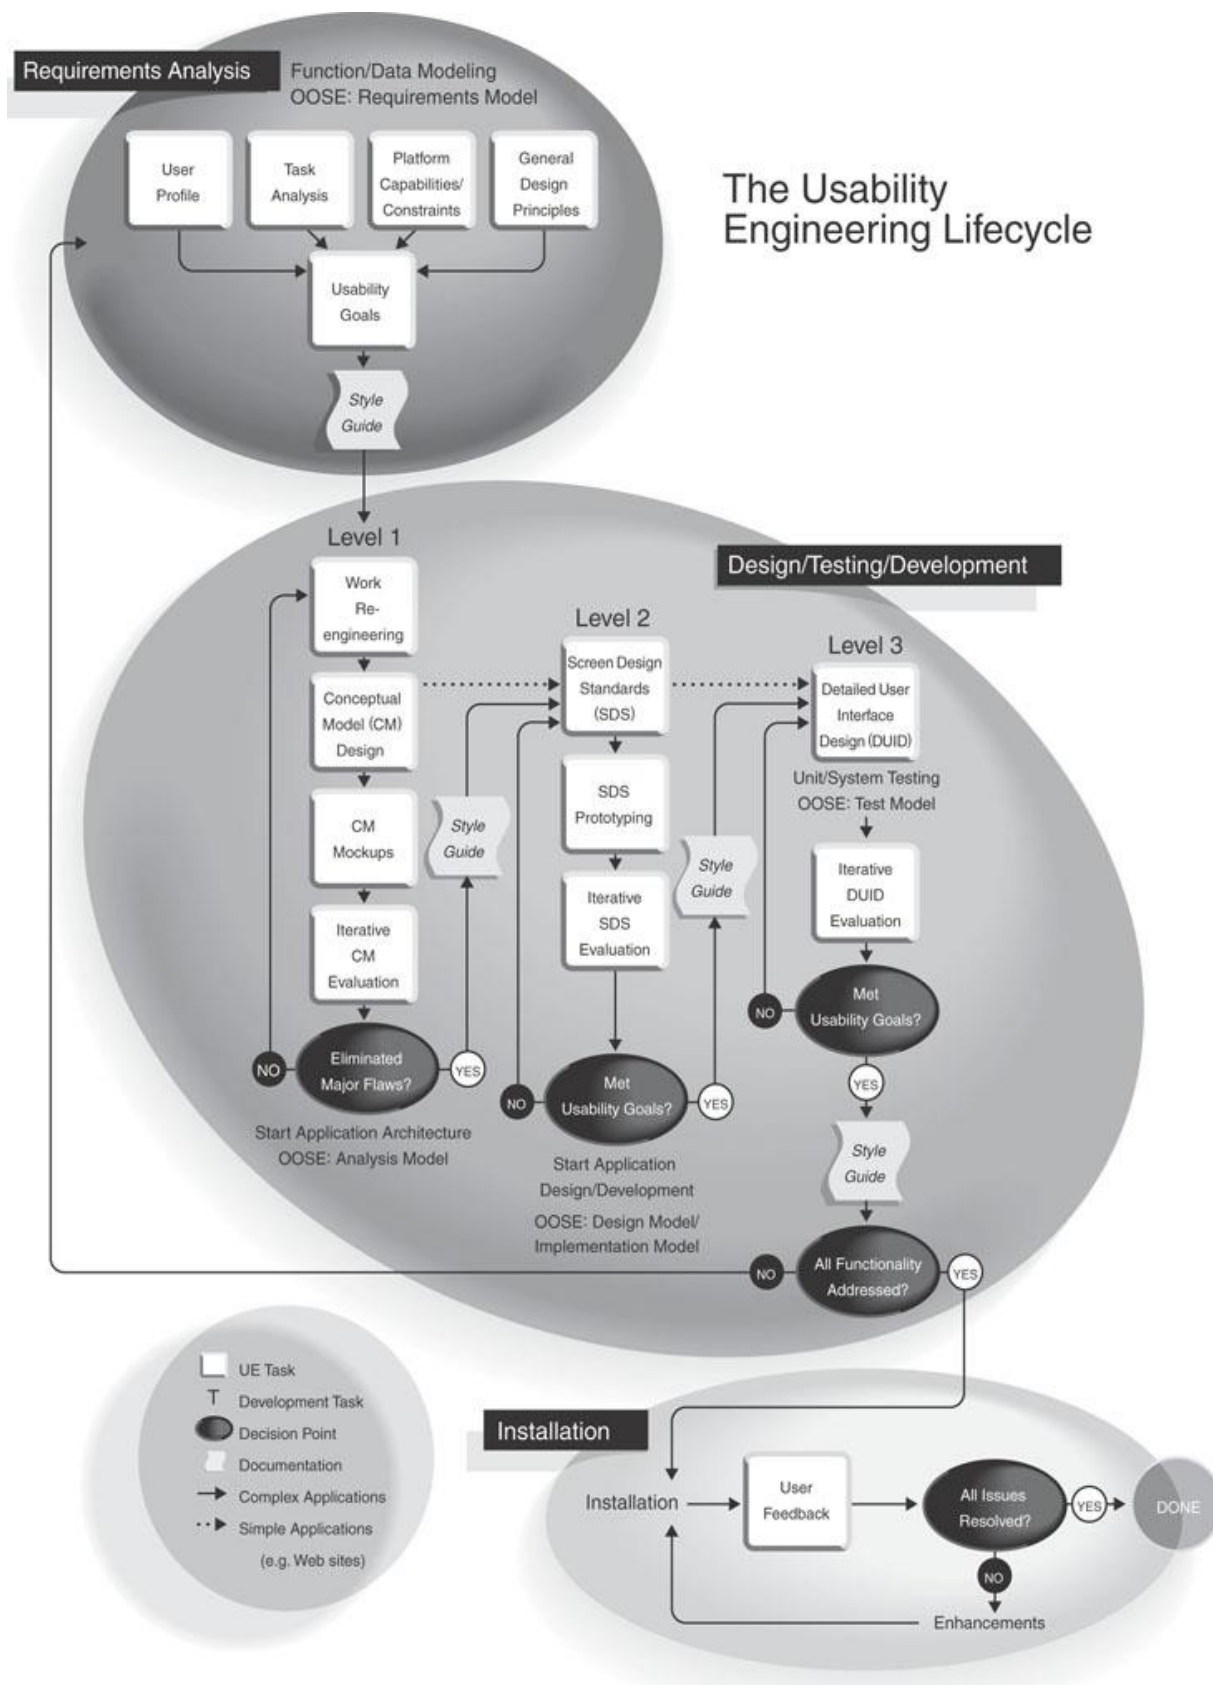 Requirements Analysis
Function/Data Modeling
OOSE: Requirements Model
User
Profile
Task
Analysis
Platform
Capabilities/
Constraints
General
Design
Principles
The Usability
Engineering Lifecycle
Usability
Goals
Style
Guide
Level 1
Work
Re-
engineering
Conceptual
Model (CM)
Design
CM
Mockups
Iterative
CM
Evaluation
Eliminated
Major Flaws?
NO
YES
Start Application Architecture
OOSE: Analysis Model
Style
Guide
Design/Testing/Development
Level 2
Screen Design
Standards
(SDS)
SDS
Prototyping
Iterative
SDS
Evaluation
Met
Usability Goals?
NO
YES
Start Application
Design/Development
OOSE: Design Model/
Implementation Model
Style
Guide
Level 3
Detailed User
Interface
Design (DUID)
Unit/System Testing
OOSE: Test Model
Iterative
DUID
Evaluation
Met
Usability Goals?
NO
YES
Style
Guide
All Functionality
Addressed?
NO
YES
UE Task
T
Development Task
Decision Point
Documentation
Complex Applications
Simple Applications
(e.g. Web sites)
Installation
Installation
User
Feedback
All Issues
Resolved?
YES
DONE
NO
Enhancements